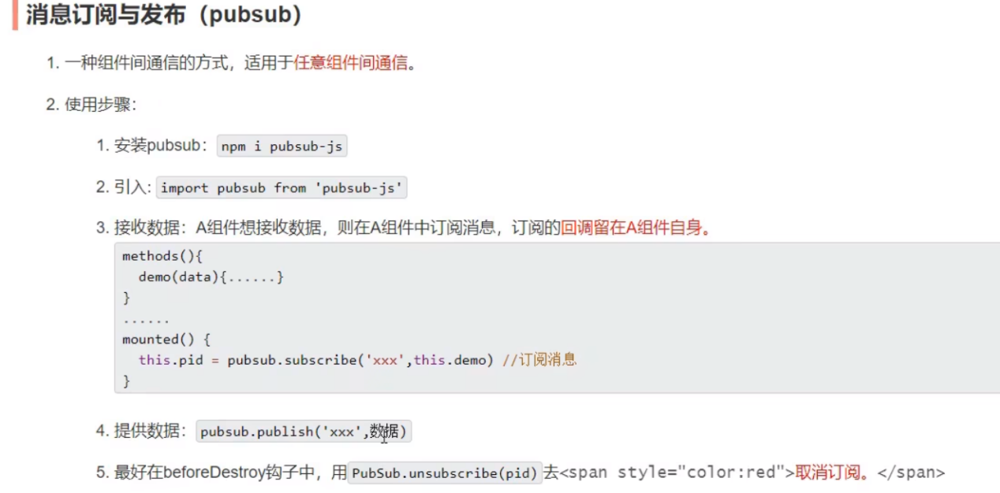 消息订阅与发布（pubsub）
1. 一种组件间通信的方式，适用于任意组件间通信。
2. 使用步骤：
1. 安装pubsub：npm i pubsub-js
2. 引入: import pubsub from 'pubsub-js'
3. 接收数据：A组件想接收数据，则在A组件中订阅消息，订阅的回调留在A组件自身。
methods(){
  demo(data){......}
}
......
mounted() {
  this.pid = pubsub.subscribe('xxx',this.demo) //订阅消息
}
4. 提供数据：pubsub.publish('xxx',数据)
5. 最好在beforeDestroy钩子中，用PubSub.unsubscribe(pid)去<span style="color:red">取消订阅。</span>